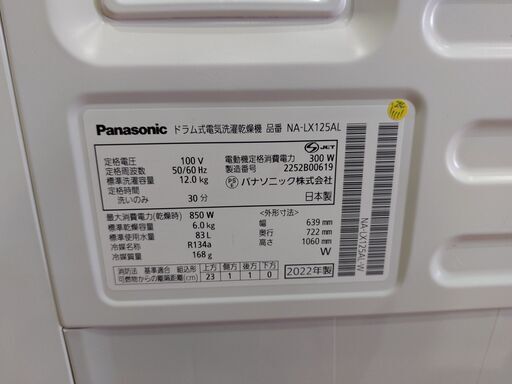 Panasonic ドラム式電気洗濯乾燥機 品番 NA-LX125AL
JET
定格電圧 100 V
定格周波数 50/60 Hz
標準洗濯容量 12.0 kg
定格時間
洗いのみ 30 分
電動機定格消費電力 300 W
製造番号 2252B00619
パナソニック株式会社
日本製
最大消費電力(乾燥時) 850 W
標準乾燥容量 6.0 kg
標準使用水量 83 L
冷媒名称 R134a
冷媒質量 168 g
<外形寸法>
幅 639 mm
奥行 722 mm
高さ 1060 mm
W
消防法 基準適合 組込形
可燃物からの離隔距離(cm)
上方 側方 後方 下方
23 1 1 0
2022年製
NA-LX125AL-W